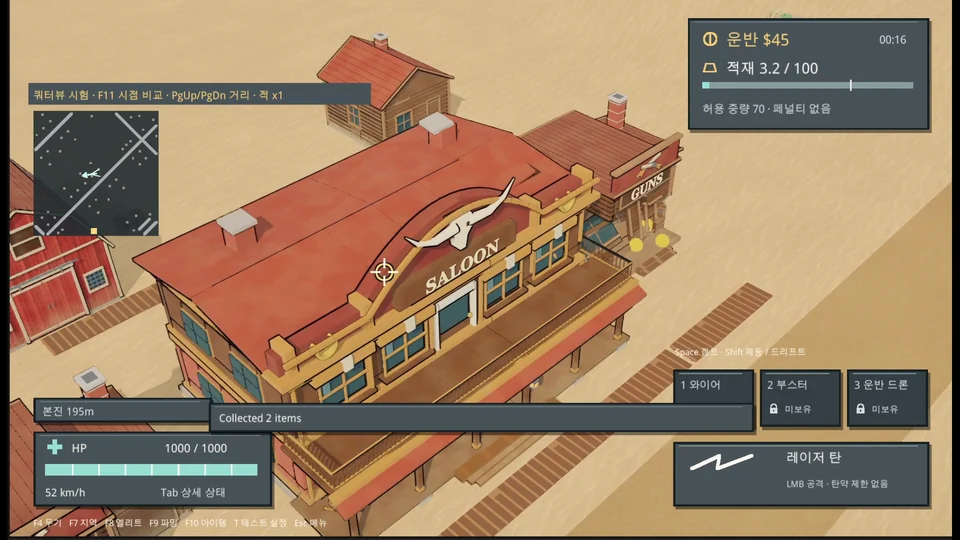 운반 $45
00:16
적재 3.2 / 100
허용 중량 70 · 페널티 없음
쿼터뷰 시험 · F11 시점 비교 · PgUp/PgDn 거리 · 적 x1
GUNS
SALOON
Space 점프 · Shift 제동 / 드리프트
1 와이어
2 부스터
미보유
3 운반 드론
미보유
본진 195m
Collected 2 items
HP
1000 / 1000
52 km/h
Tab 상세 상태
레이저 탄
LMB 공격 · 탄약 제한 없음
F4 무기 F7 지역 F8 엘리트 F9 파밍 F10 아이템 T 테스트 설정 Esc 메뉴